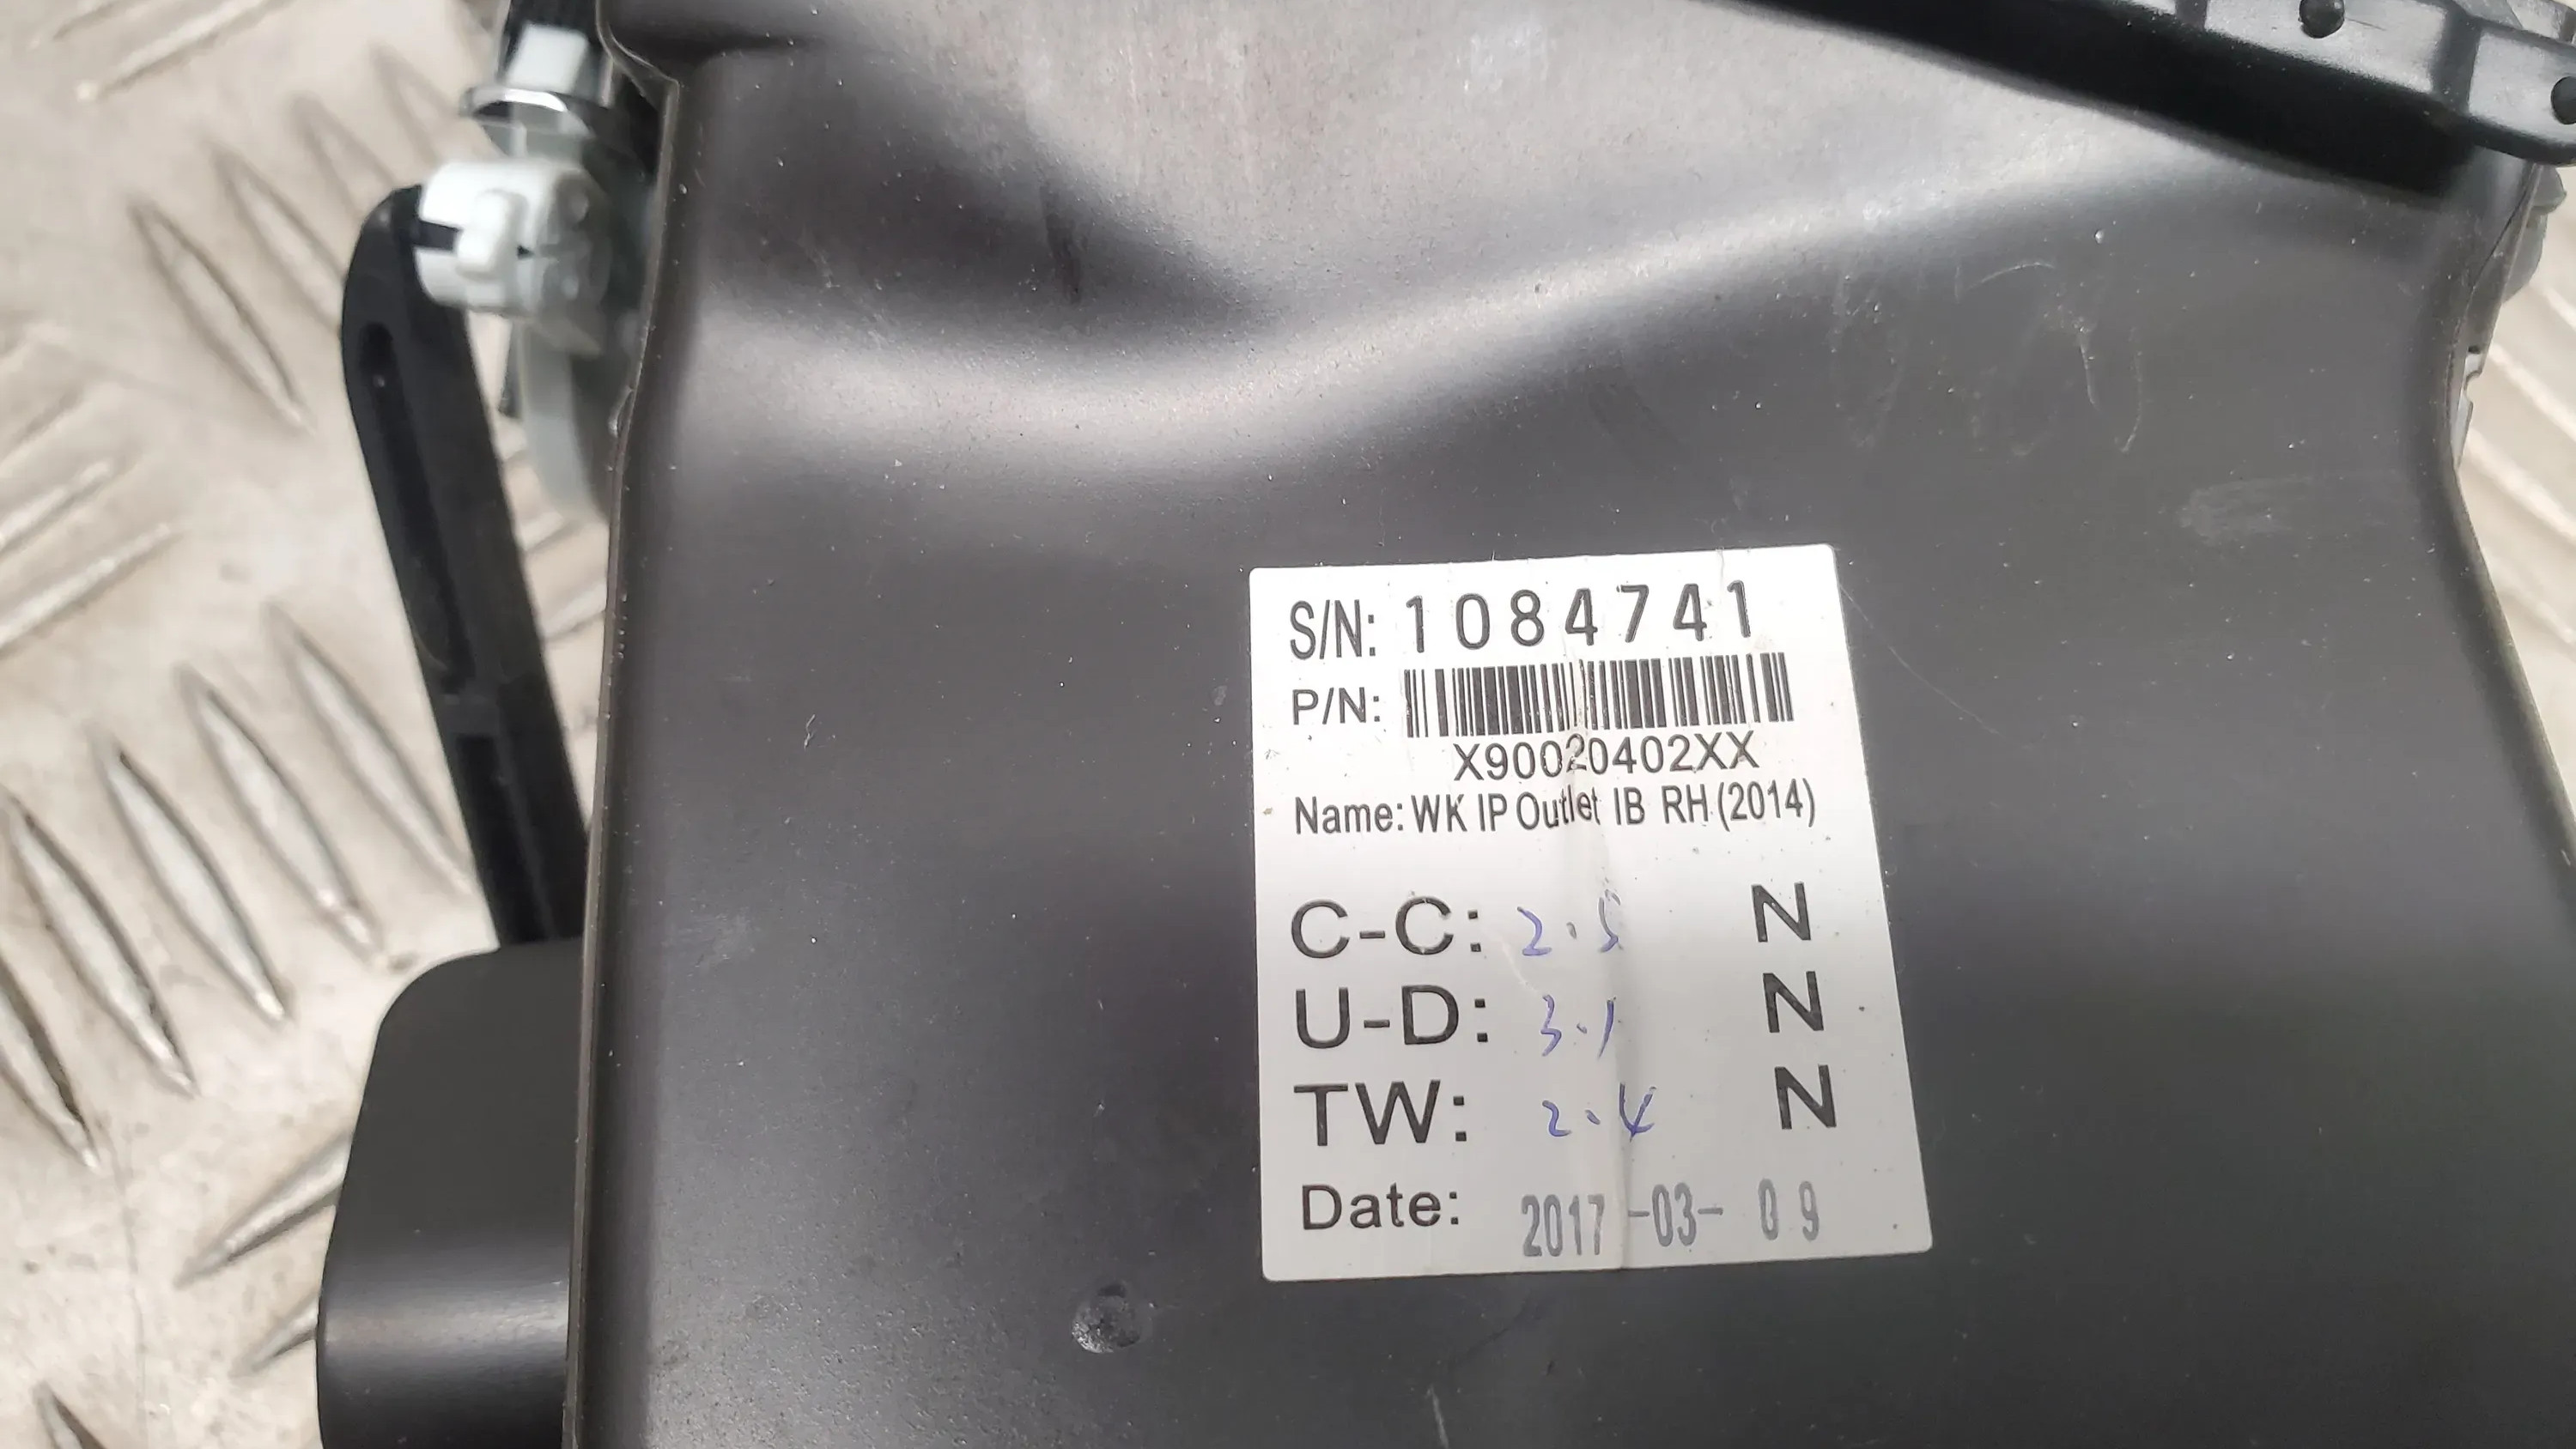 S/N: 1084741
P/N:
X90020402XX
Name: WK IP Outlet IB RH (2014)
C-C: 2.5 N
U-D: 3.1 N
TW: 2.4 N
Date: 2017-03-09